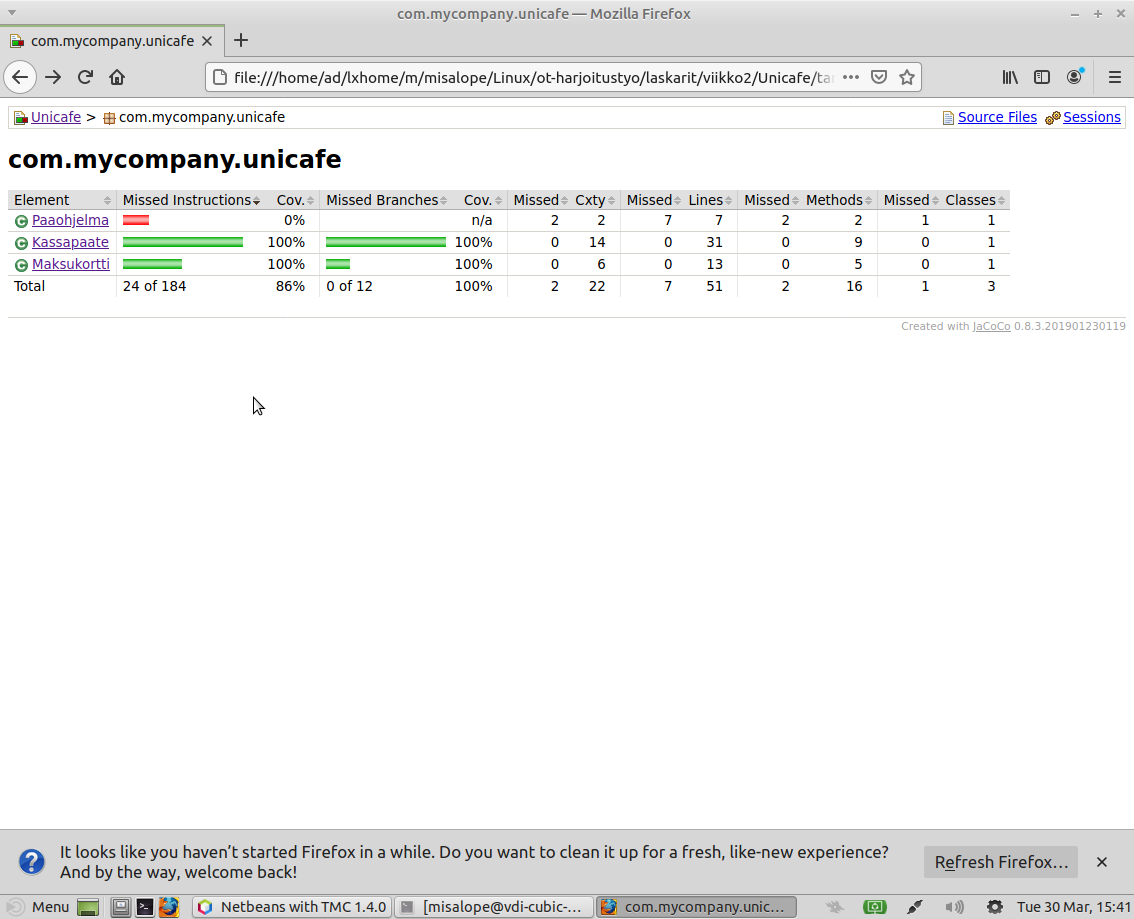 com.mycompany.unicafe — Mozilla Firefox
com.mycompany.unicafe
file:///home/ad/lxhome/m/misalope/Linux/ot-harjoitustyo/laskarit/viikko2/Unicafe/tar
Unicafe > com.mycompany.unicafe Source Files Sessions
com.mycompany.unicafe
Element Missed Instructions Cov. Missed Branches Cov. Missed Cxty Missed Lines Missed Methods Missed Classes
Paaohjelma 0% n/a 2 2 7 7 2 2 1 1
Kassapaate 100% 100% 0 14 0 31 0 9 0 1
Maksukortti 100% 100% 0 6 0 13 0 5 0 1
Total 24 of 184 86% 0 of 12 100% 2 22 7 51 2 16 1 3
Created with JaCoCo 0.8.3.201901230119
It looks like you haven’t started Firefox in a while. Do you want to clean it up for a fresh, like-new experience?
And by the way, welcome back!
Refresh Firefox…
Menu Netbeans with TMC 1.4.0 [misalope@vdi-cubic-... com.mycompany.unic... Tue 30 Mar, 15:41